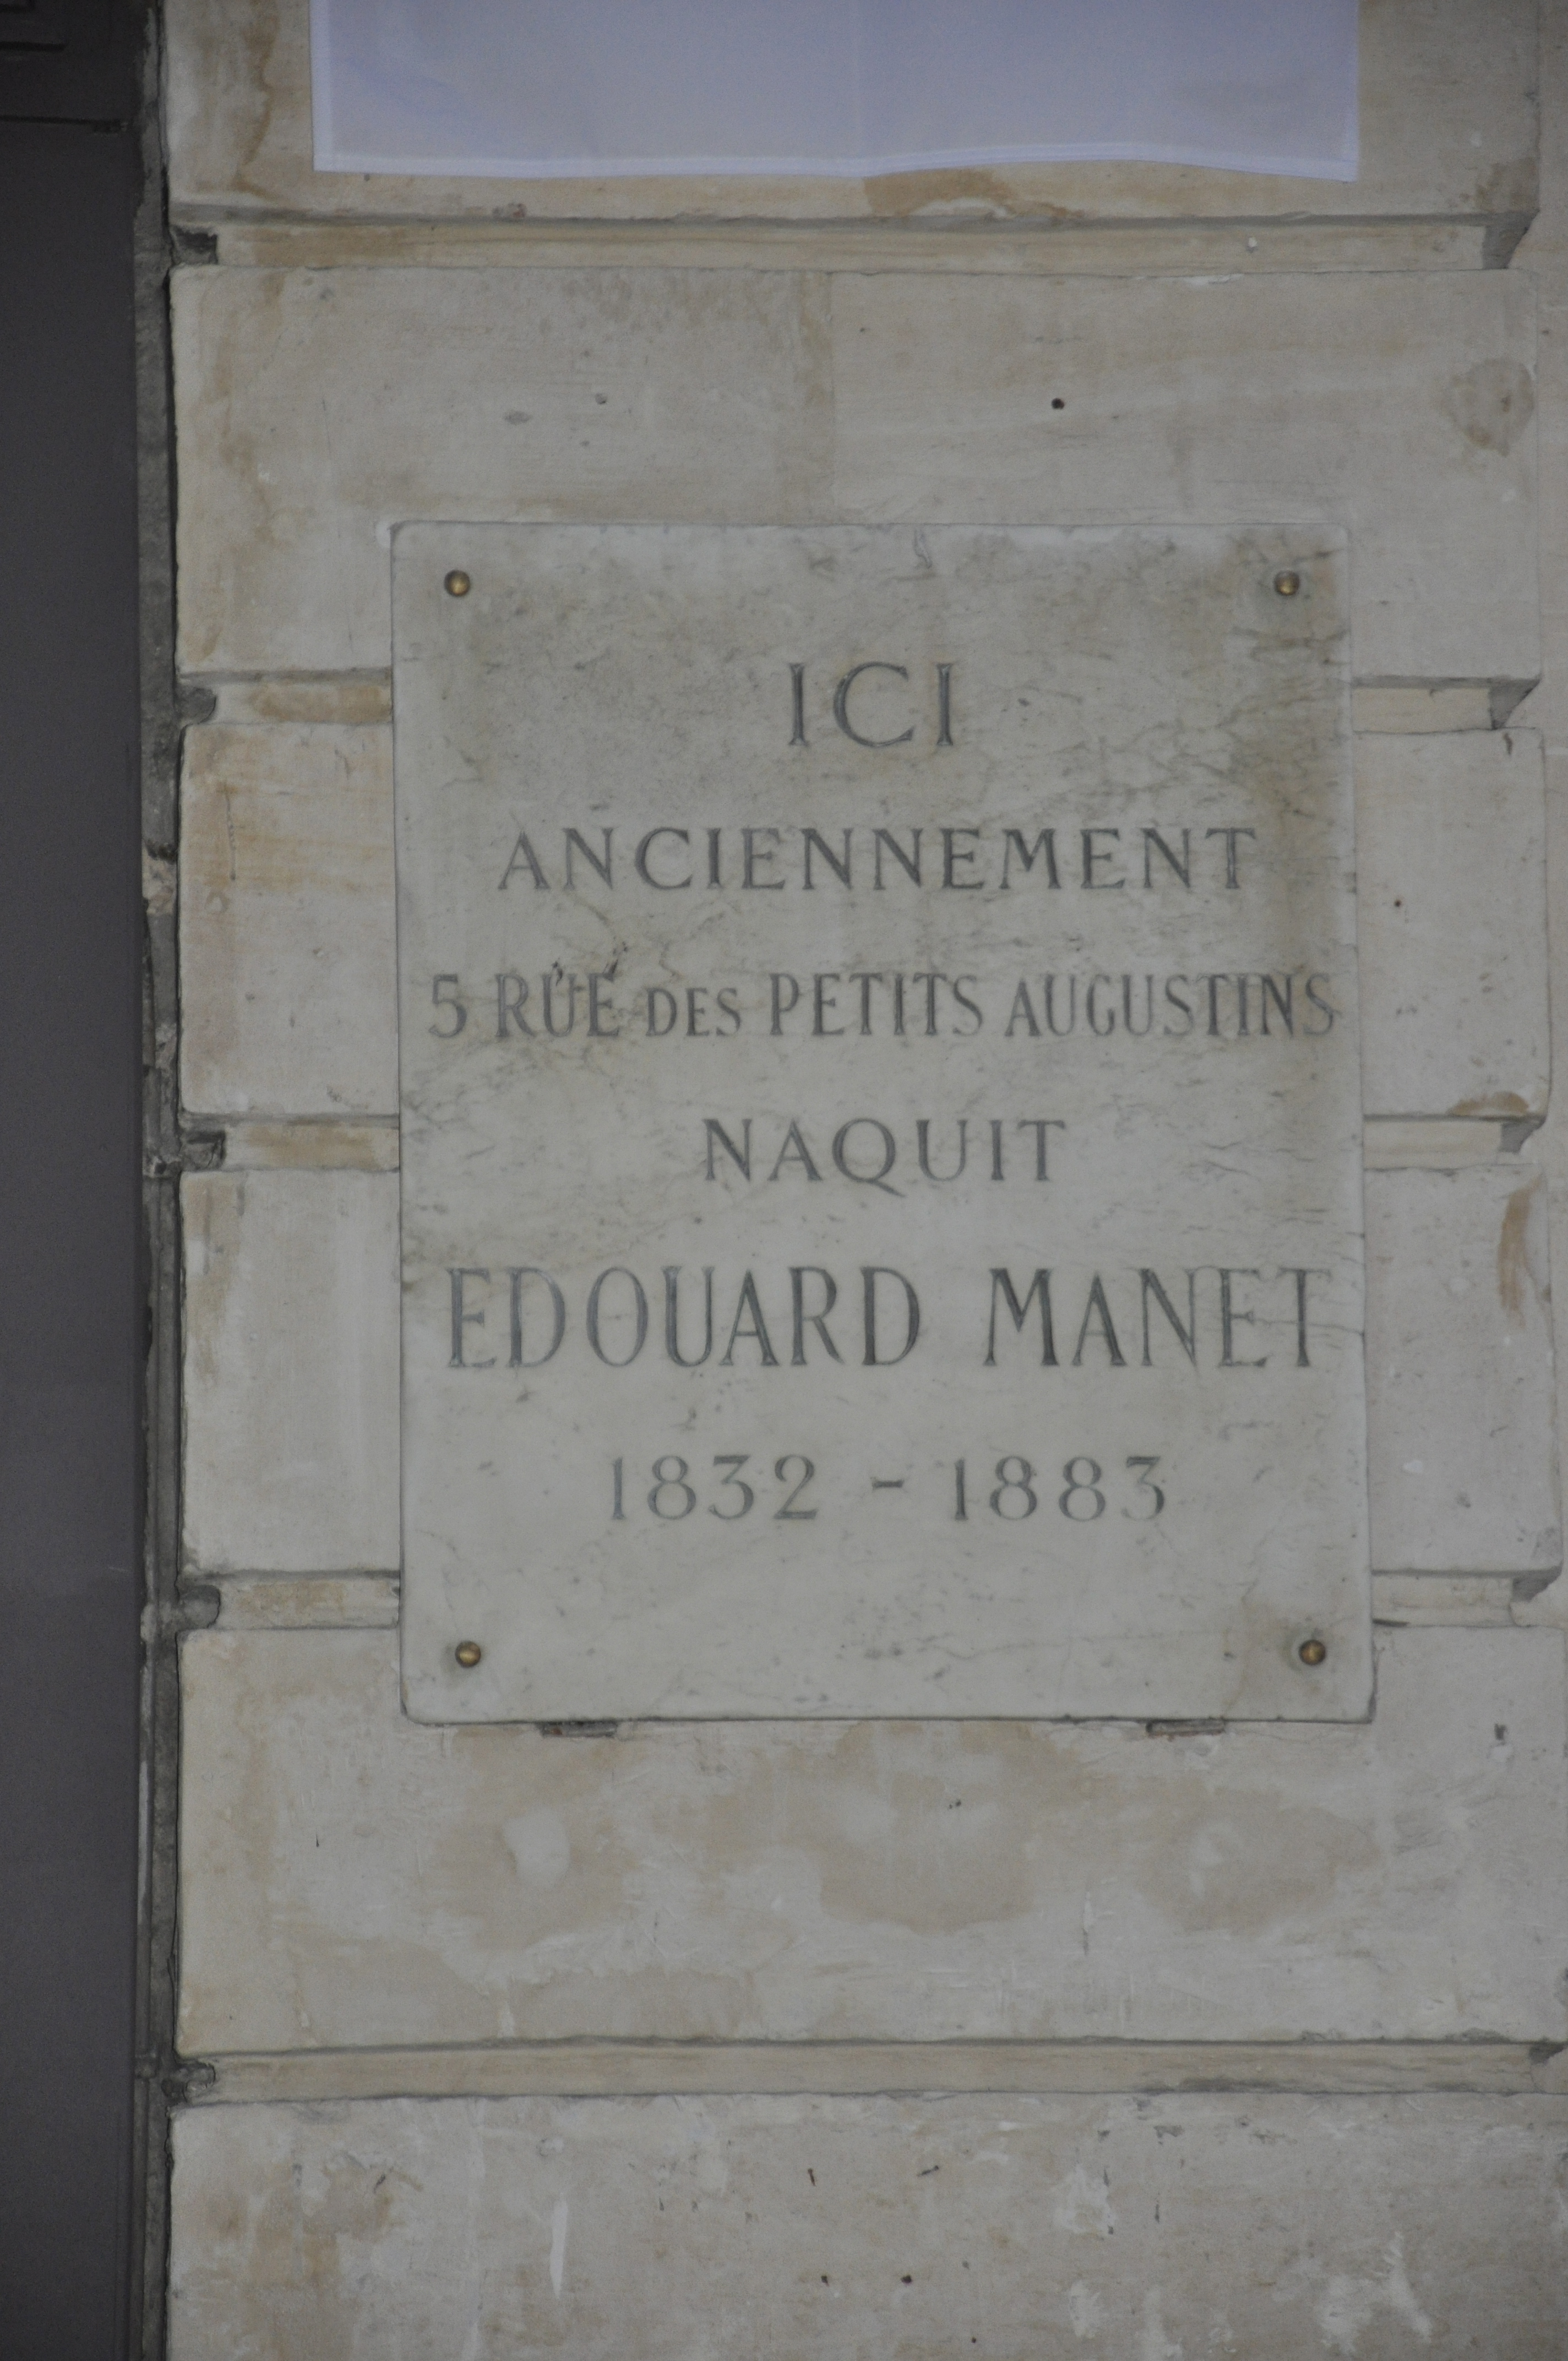 ICI
ANCIENNEMENT
5 RUE DES PETITS AUGUSTINS
NAQUIT
EDOUARD MANET
1832 - 1883